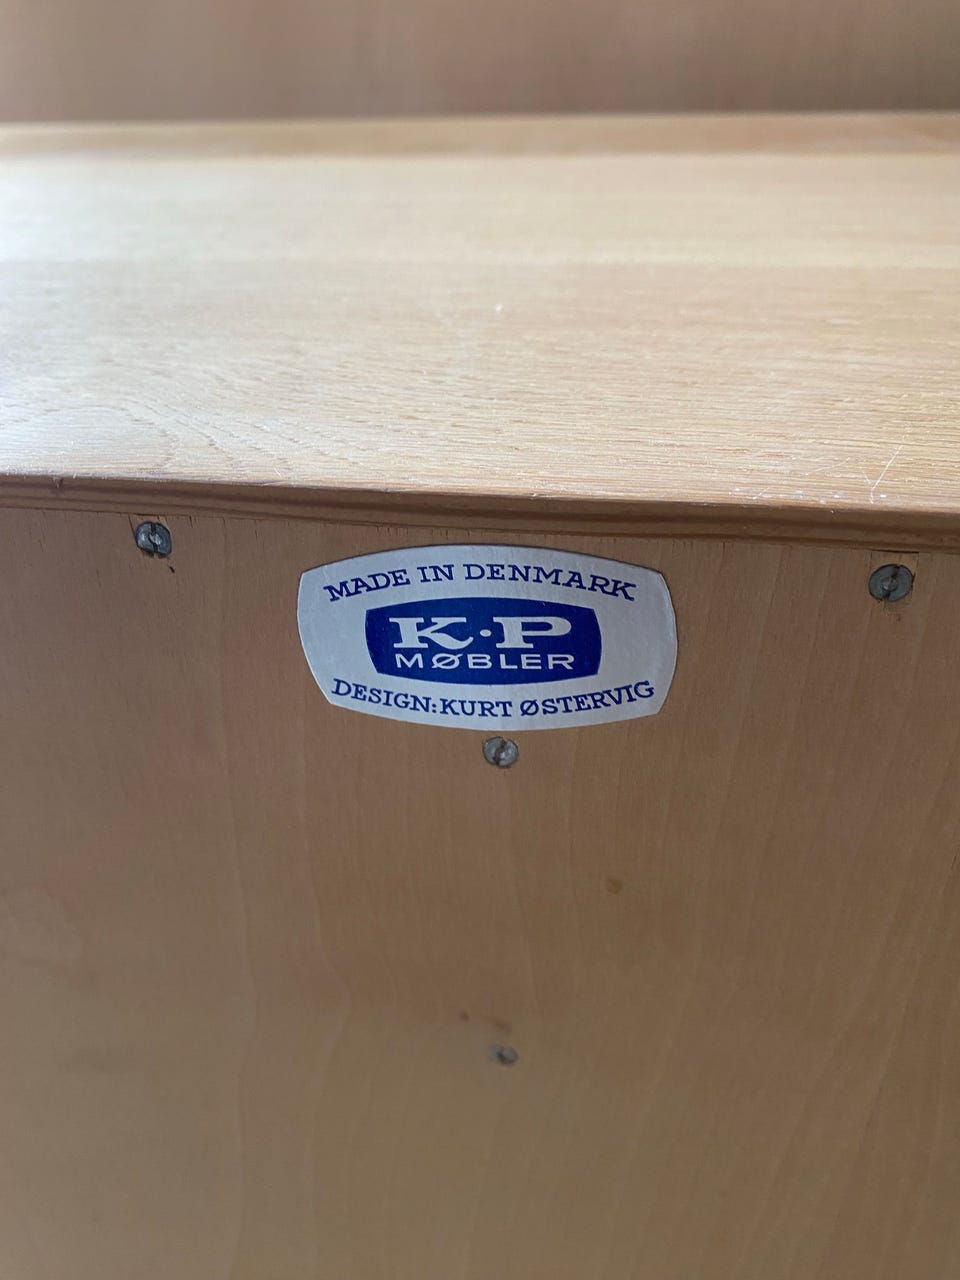 MADE IN DENMARK
K·P
MØBLER
DESIGN: KURT ØSTERVIG